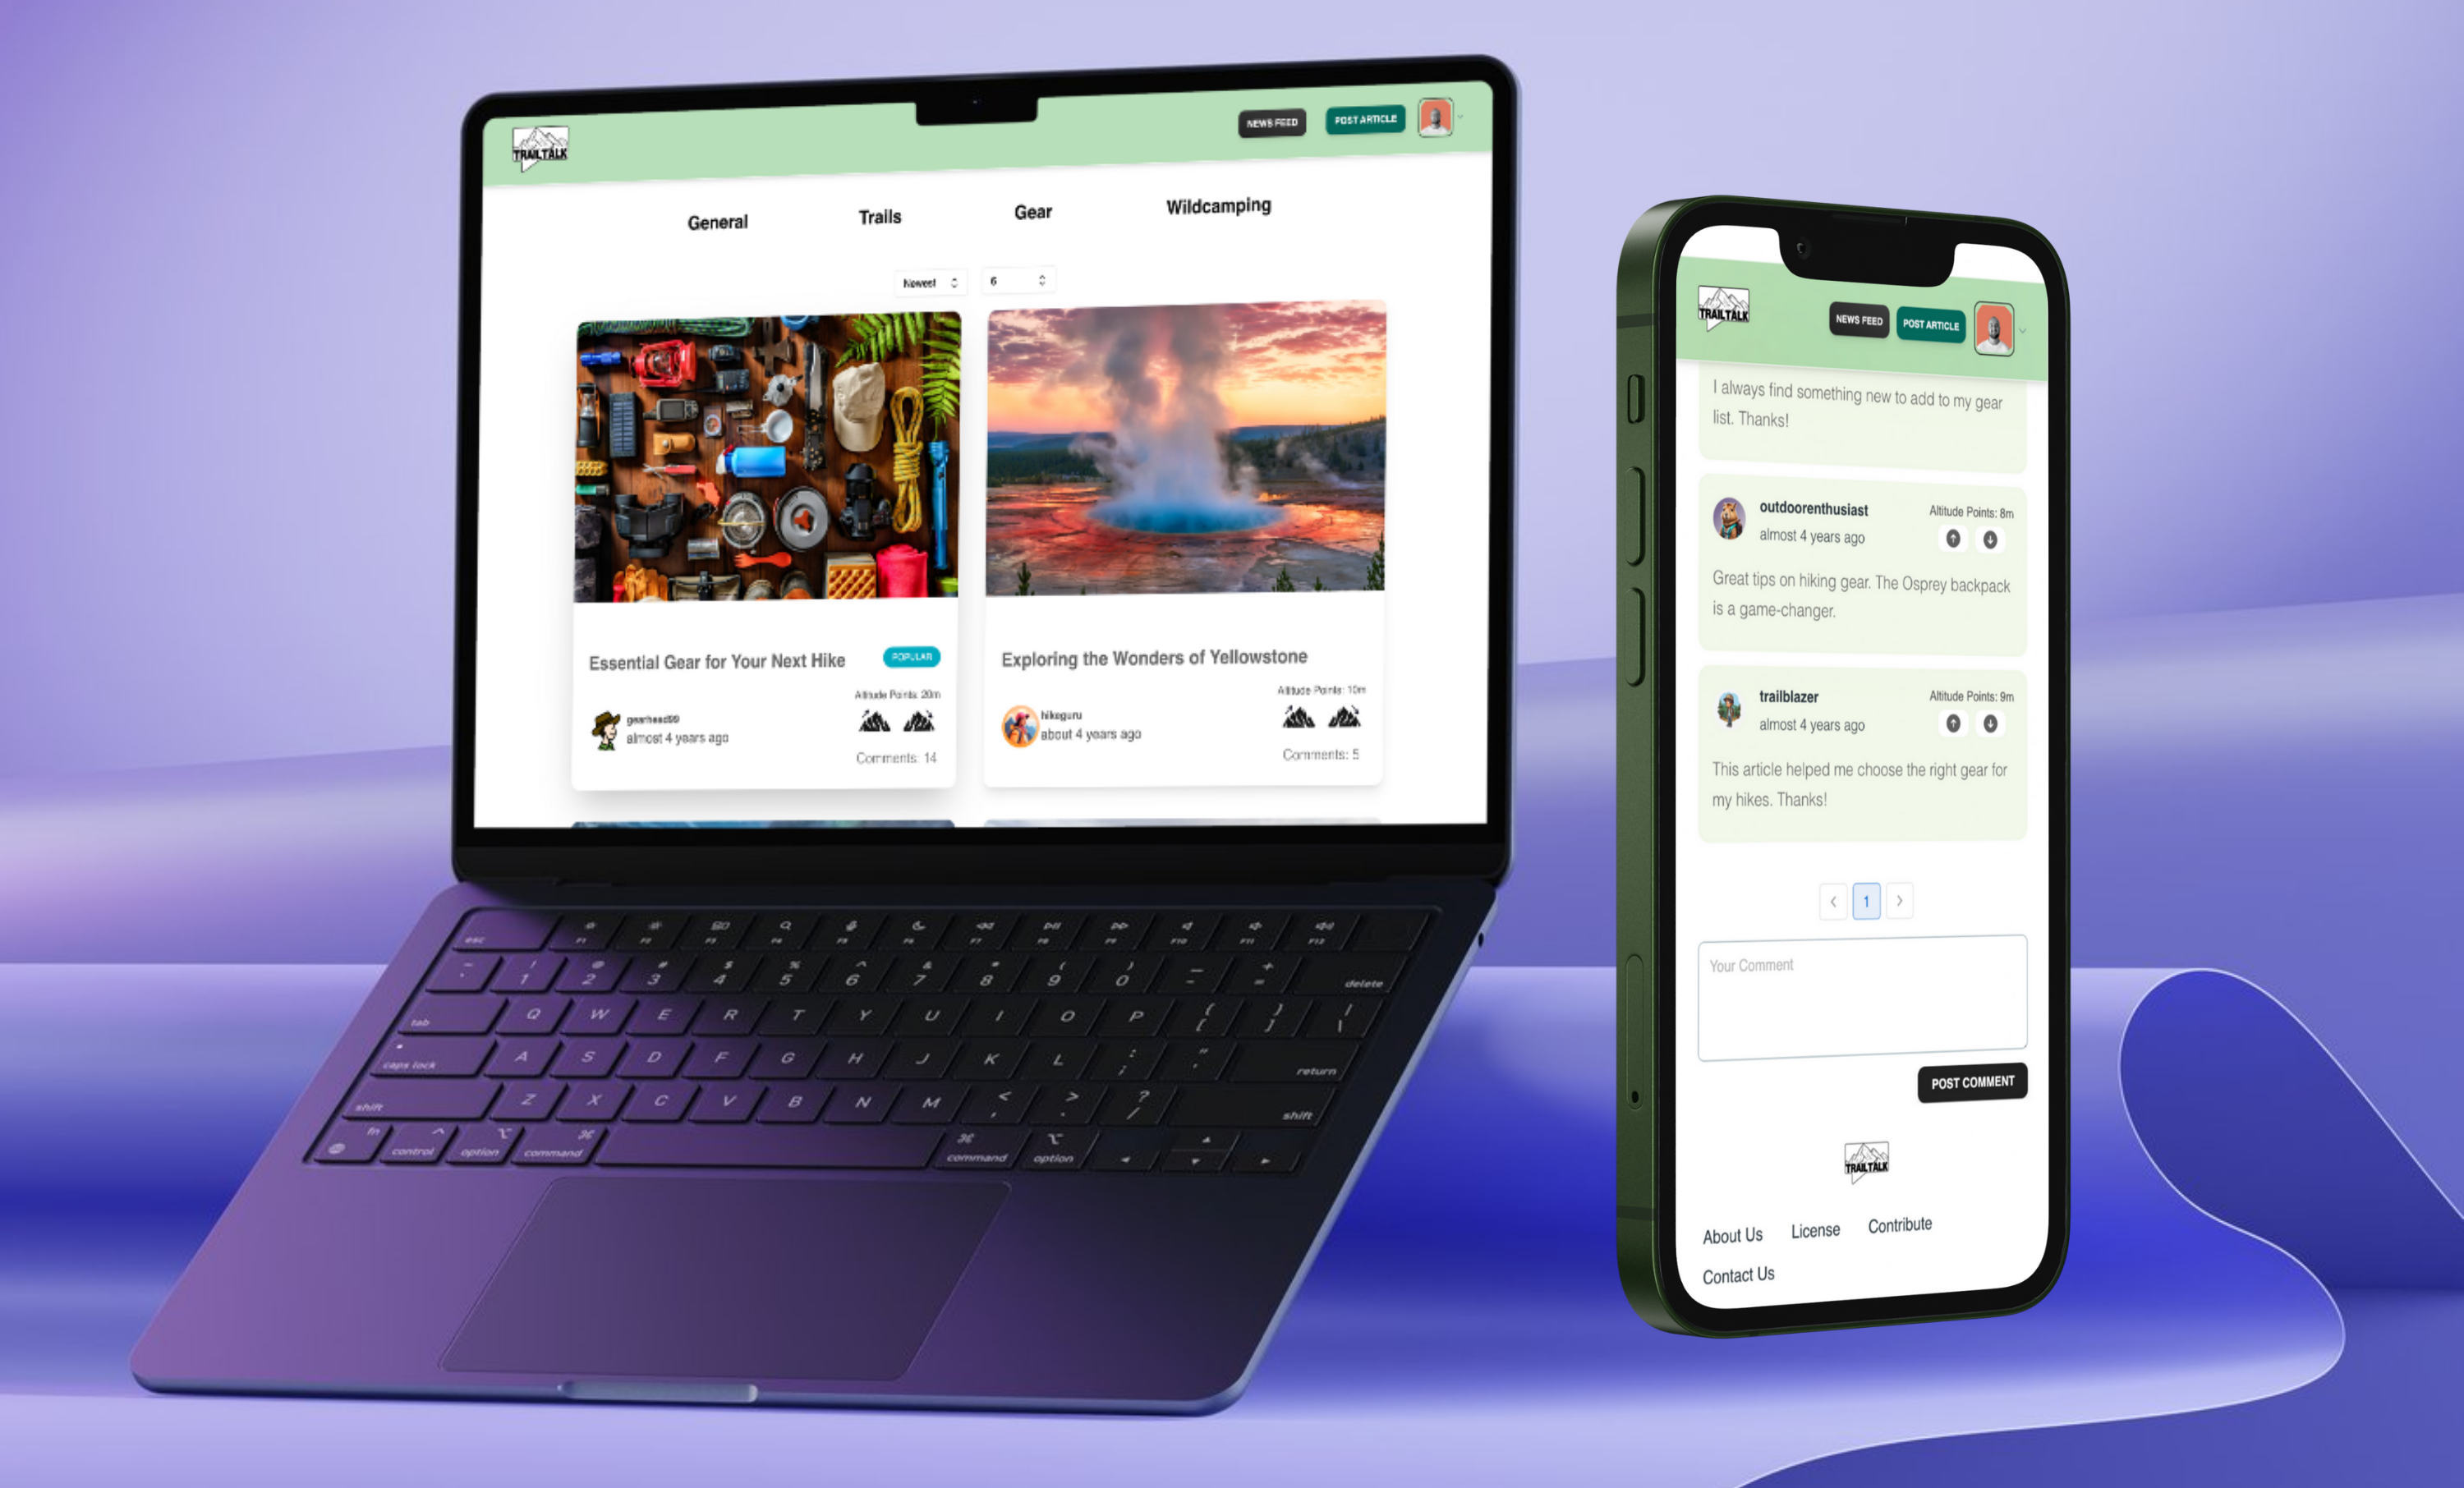 TRAILTALK
NEWS FEED
POST ARTICLE
General
Trails
Gear
Wildcamping
Newest
6
Essential Gear for Your Next Hike
POPULAR
Altitude Points: 20m
gearhead99
almost 4 years ago
Comments: 14
Exploring the Wonders of Yellowstone
Altitude Points: 10m
hikeguru
about 4 years ago
Comments: 5
esc
F1 F2 F3 F4 F5 F6 F7 F8 F9 F10 F11 F12
~ ! @ # $ % ^ & * ( ) — +
1 2 3 4 5 6 7 8 9 0 - = delete
tab Q W E R T Y U I O P { [ } ] | \
caps lock A S D F G H J K L : ; " ' return
shift Z X C V B N M < , > . ? / shift
fn control option command command option
TRAILTALK
NEWS FEED
POST ARTICLE
I always find something new to add to my gear
list. Thanks!
outdoorenthusiast
Altitude Points: 8m
almost 4 years ago
Great tips on hiking gear. The Osprey backpack
is a game-changer.
trailblazer
Altitude Points: 9m
almost 4 years ago
This article helped me choose the right gear for
my hikes. Thanks!
1
Your Comment
POST COMMENT
TRAILTALK
About Us
License
Contribute
Contact Us